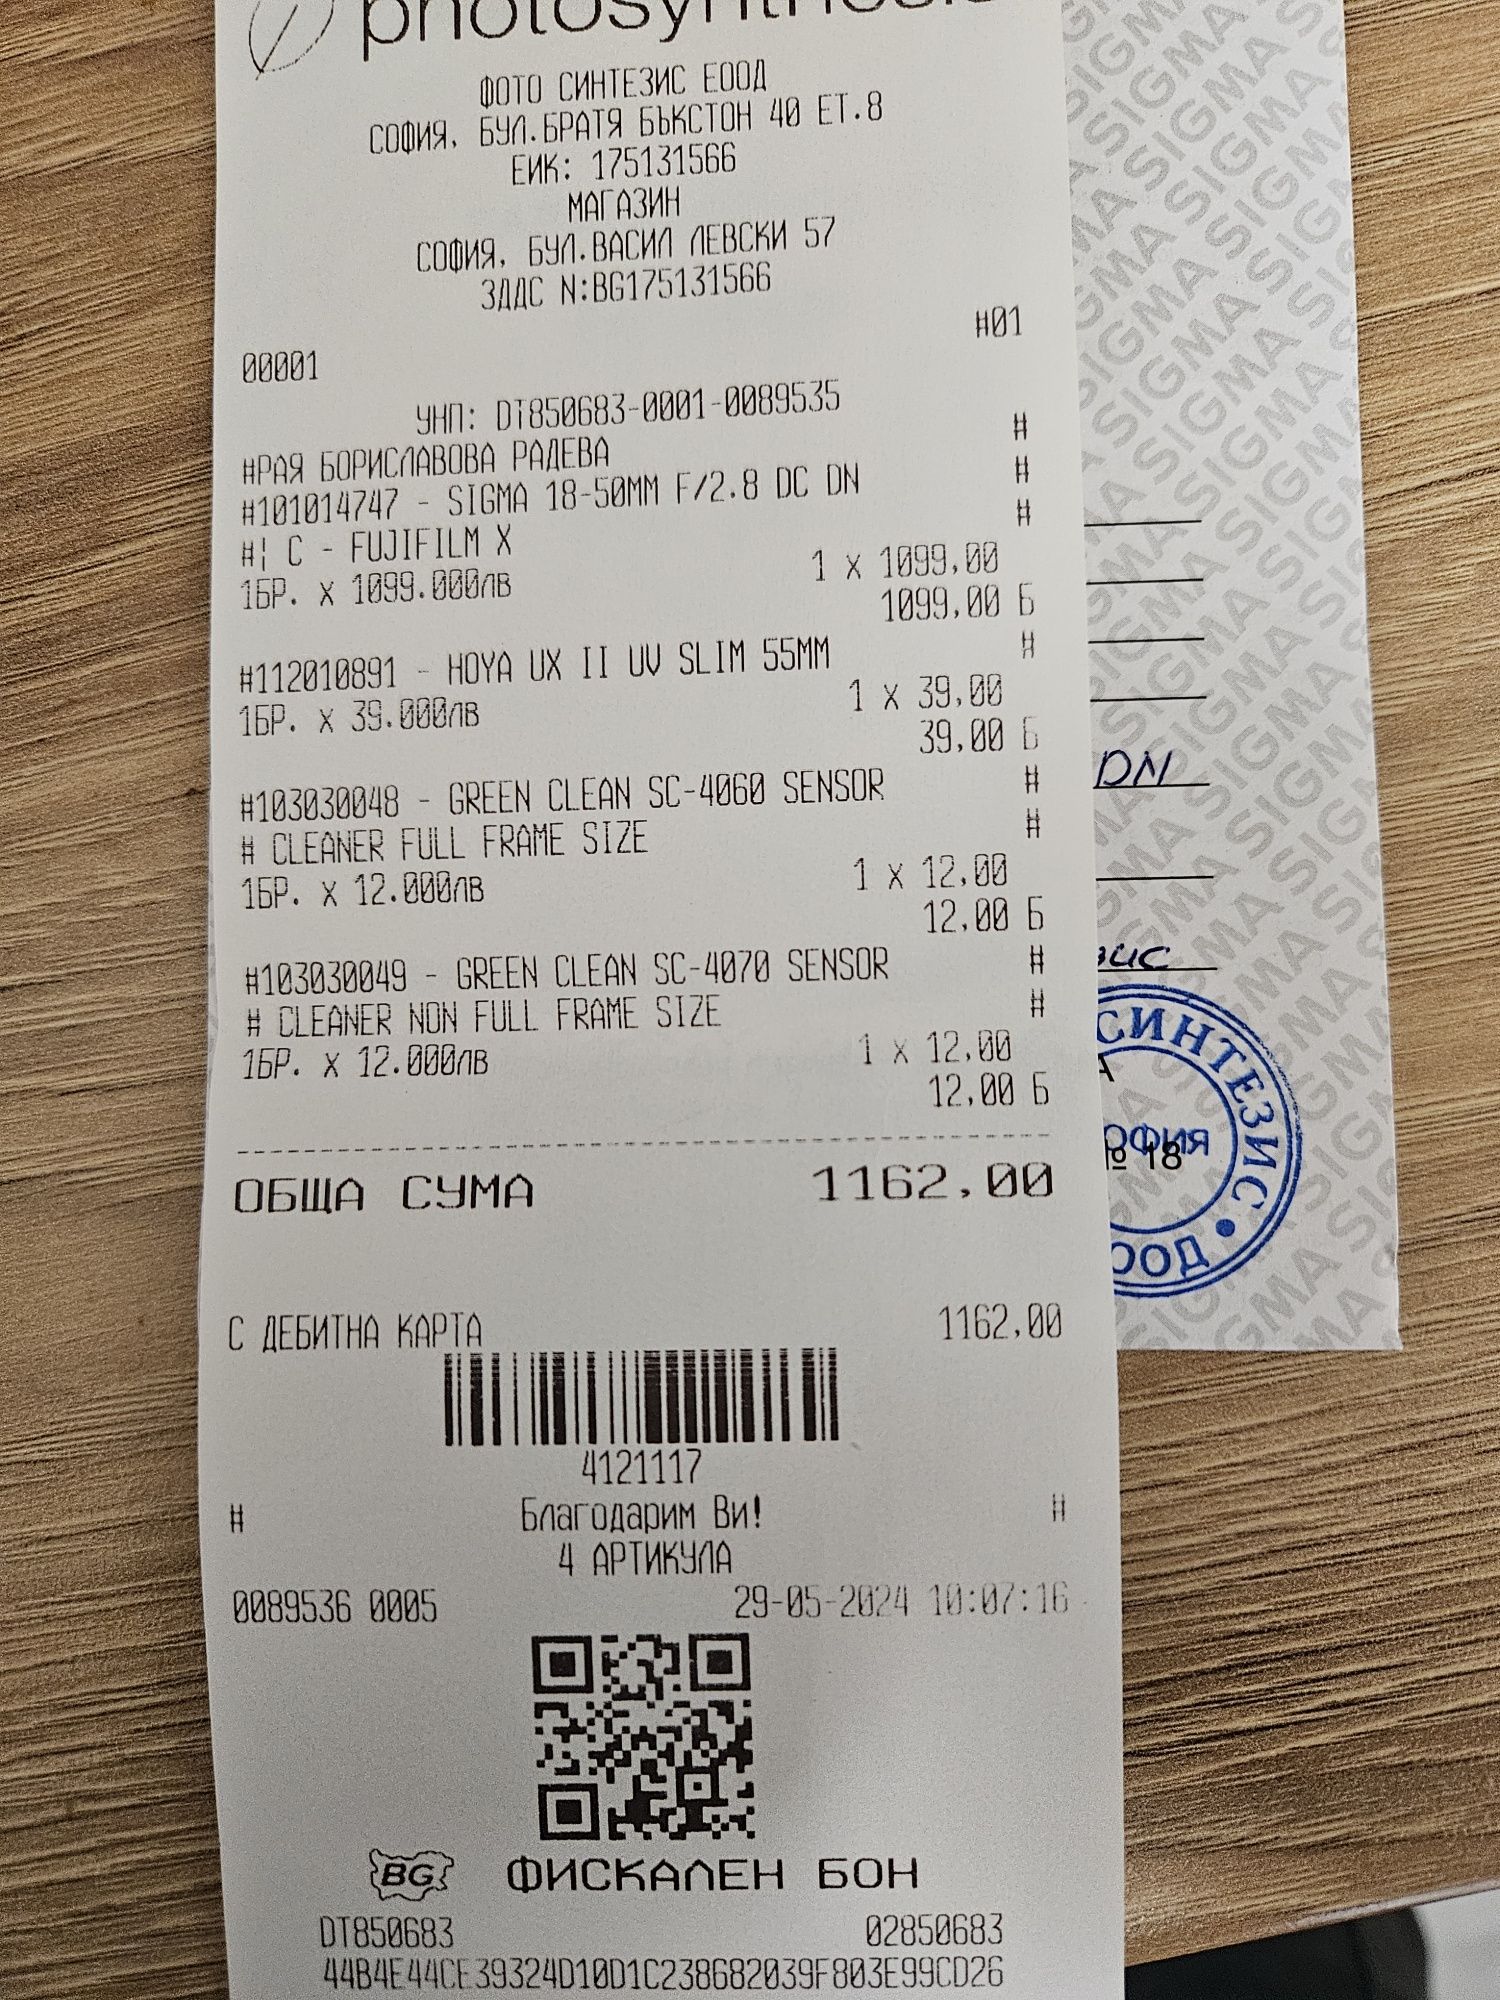 photosynthesis
ФОТО СИНТЕЗИС ЕООД
СОФИЯ, БУЛ.БРАТЯ БЪКСТОН 40 ЕТ.8
ЕИК: 175131566
МАГАЗИН
СОФИЯ, БУЛ.ВАСИЛ ЛЕВСКИ 57
ЗДДС N:BG175131566
00001 #01
УНП: DT850683-0001-0089535
#РАЯ БОРИСЛАВОВА РАДЕВА #
#101014747 - SIGMA 18-50MM F/2.8 DC DN #
#¦ C - FUJIFILM X #
1БР. x 1099.000лв 1 x 1099,00
1099,00 Б
#112010891 - HOYA UX II UV SLIM 55MM #
1БР. x 39.000лв 1 x 39,00
39,00 Б
#103030048 - GREEN CLEAN SC-4060 SENSOR #
# CLEANER FULL FRAME SIZE #
1БР. x 12.000лв 1 x 12,00
12,00 Б
#103030049 - GREEN CLEAN SC-4070 SENSOR #
# CLEANER NON FULL FRAME SIZE #
1БР. x 12.000лв 1 x 12,00
12,00 Б
ОБЩА СУМА 1162,00
С ДЕБИТНА КАРТА 1162,00
4121117
# Благодарим Ви! #
4 АРТИКУЛА
0089536 0005 29-05-2024 10:07:16
BG ФИСКАЛЕН БОН
DT850683 02850683
44B4E44CE39324D10D1C238682039F803E99CD26
DN
СИНТЕЗИС
№ 18
SIGMA